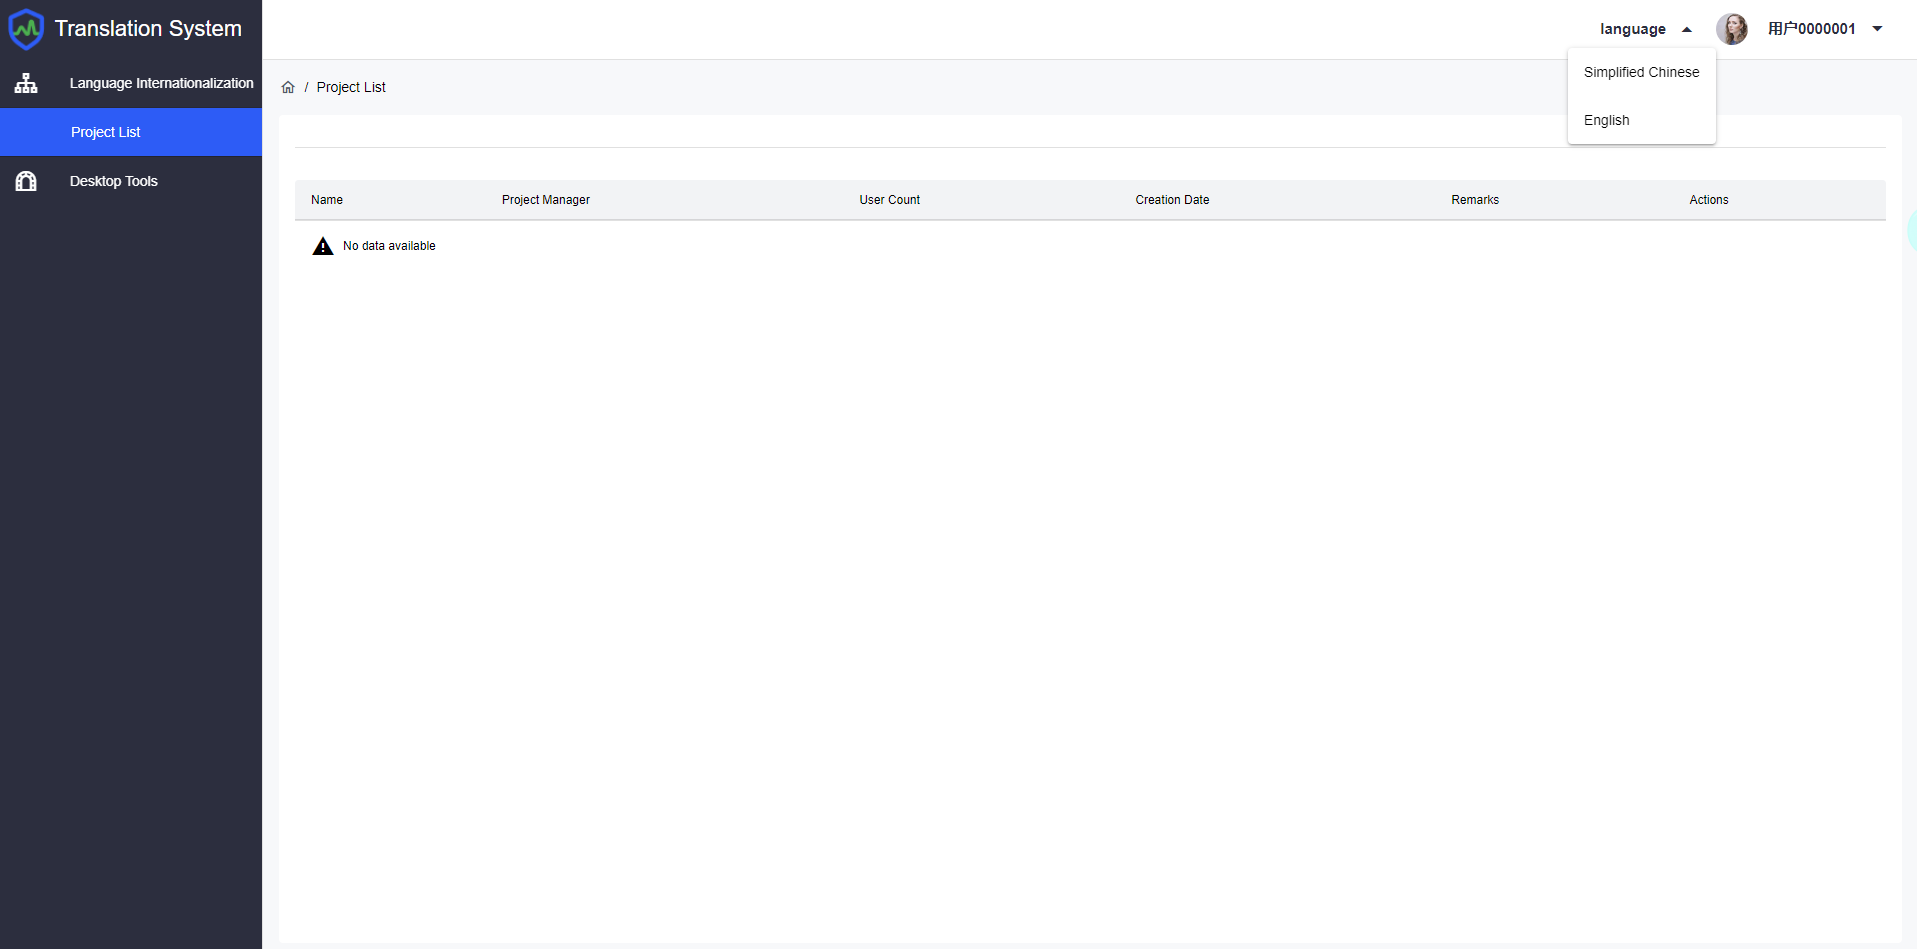 Translation System
language
用户0000001
Simplified Chinese
English
Language Internationalization
Project List
Desktop Tools
/ Project List
Name Project Manager User Count Creation Date Remarks Actions
No data available